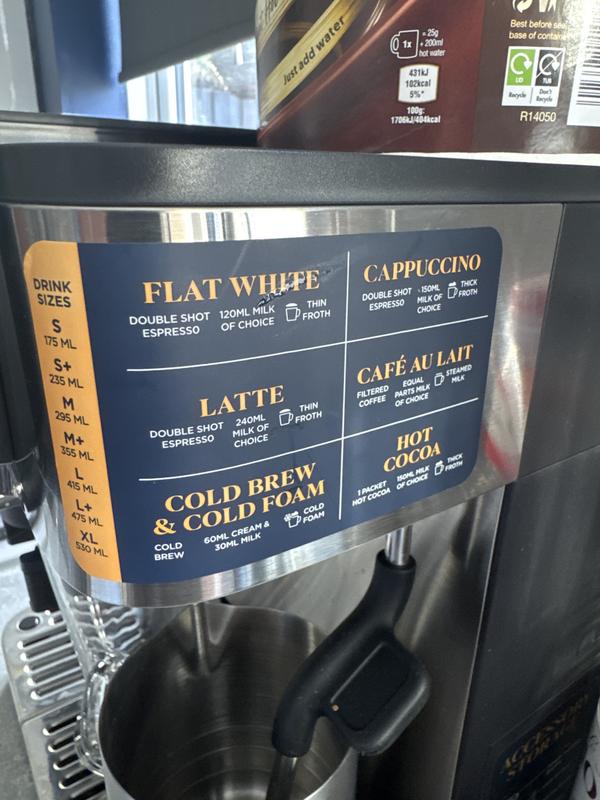 Just add water
1x
= 25g
+ 200ml
hot water
431kJ
102kcal
5%*
100g:
1706kJ/404kcal
Best before see
base of container
LID
TUB
Recycle
Don't
Recycle
R14050
DRINK
SIZES
S
175 ML
S+
235 ML
M
295 ML
M+
355 ML
L
415 ML
L+
475 ML
XL
530 ML
FLAT WHITE
DOUBLE SHOT
ESPRESSO
120ML MILK
OF CHOICE
THIN
FROTH
CAPPUCCINO
DOUBLE SHOT
ESPRESSO
150ML
MILK OF
CHOICE
THICK
FROTH
LATTE
DOUBLE SHOT
ESPRESSO
240ML
MILK OF
CHOICE
THIN
FROTH
CAFÉ AU LAIT
FILTERED
COFFEE
EQUAL
PARTS MILK
OF CHOICE
STEAMED
MILK
COLD BREW
& COLD FOAM
COLD
BREW
60ML CREAM &
30ML MILK
COLD
FOAM
HOT
COCOA
1 PACKET
HOT COCOA
150ML MILK
OF CHOICE
THICK
FROTH
ACCESSORY
STORAGE